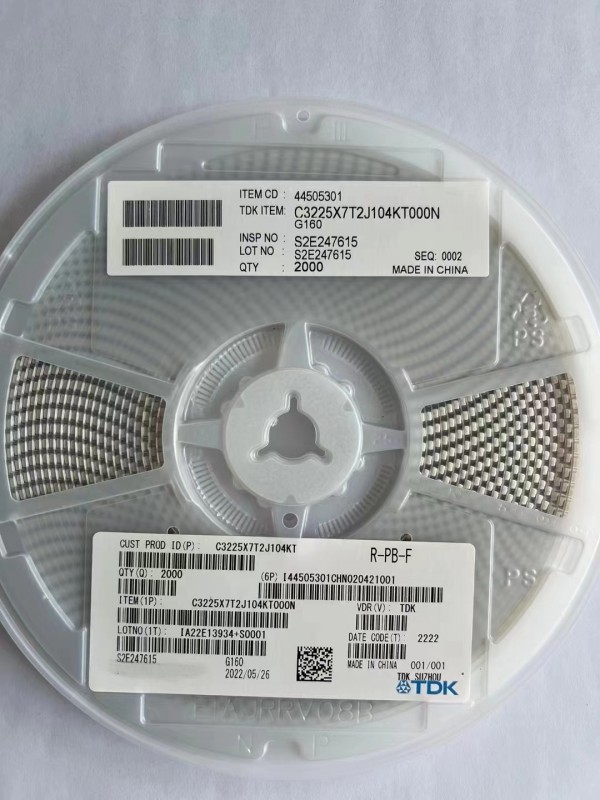 ITEM CD : 44505301
TDK ITEM: C3225X7T2J104KT000N
G160
INSP NO : S2E247615
LOT NO : S2E247615 SEQ: 0002
QTY : 2000 MADE IN CHINA
PS
CUST PROD ID(P): C3225X7T2J104KT R-PB-F
QTY(Q): 2000 (6P) I44505301CHN020421001
ITEM(1P): C3225X7T2J104KT000N VDR(V): TDK
LOTNO(1T): IA22E13934+S0001 DATE CODE(T): 2222
S2E247615 G160 MADE IN CHINA 001/001
2022/05/26 TDK SUZHOU
TDK
PS